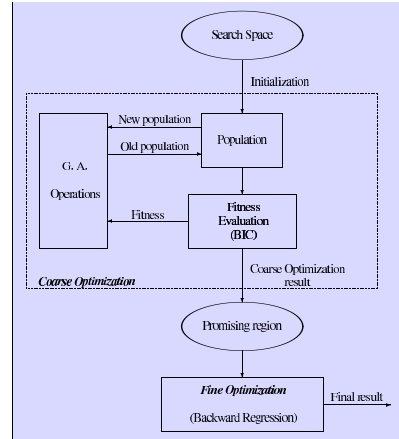 Search Space
Initialization
New population
Old population
Population
G. A.
Operations
Fitness
Fitness
Evaluation
(BIC)
Coarse Optimization
Coarse Optimization
result
Promising region
Fine Optimization
(Backward Regression)
Final result